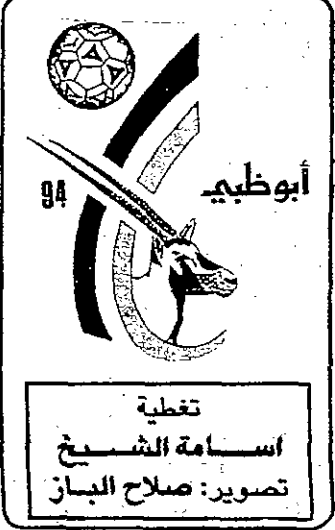 أبوظبي
94
تغطية
اسامة الشيخ
تصوير: صلاح الباز